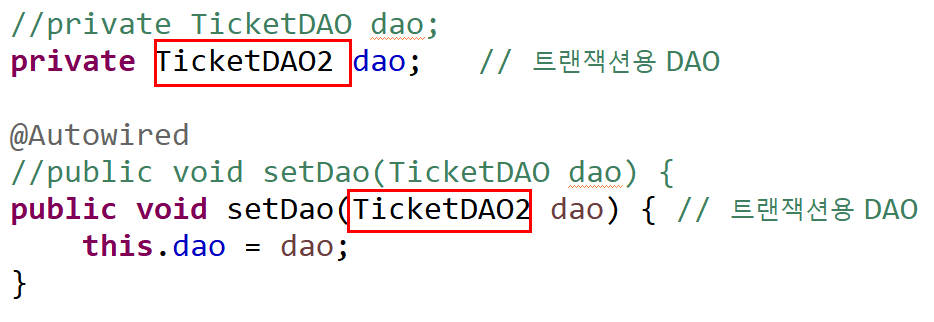 //private TicketDAO dao;
private TicketDAO2 dao;   // 트랜잭션용 DAO

@Autowired
//public void setDao(TicketDAO dao) {
public void setDao(TicketDAO2 dao) { // 트랜잭션용 DAO
    this.dao = dao;
}